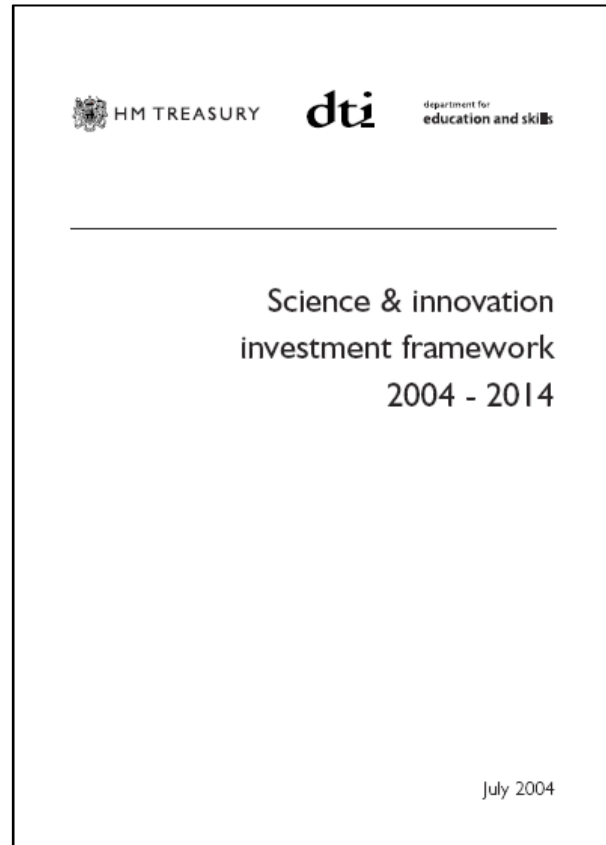 HM TREASURY
dti
department for
education and skills
Science & innovation
investment framework
2004 - 2014
July 2004